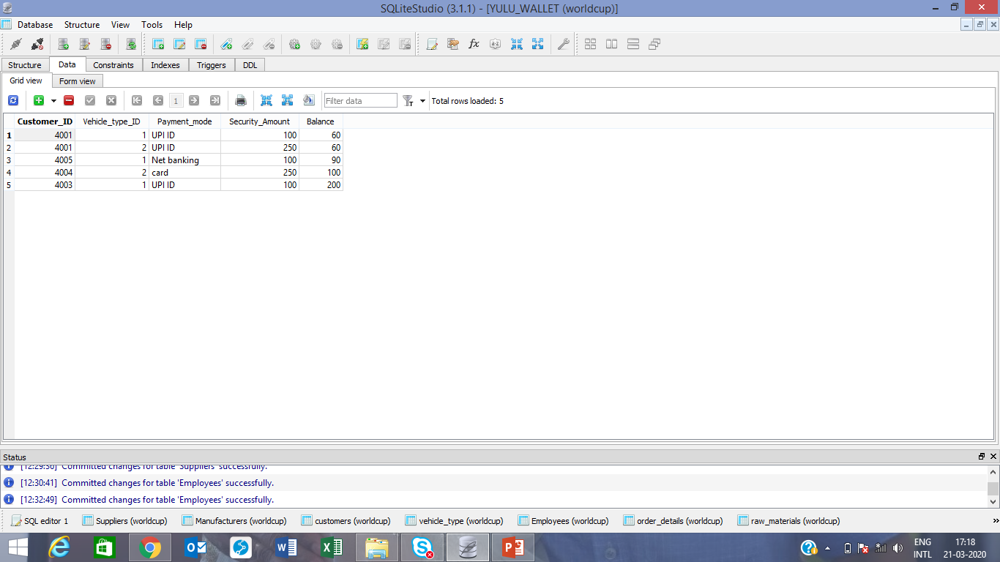 SQLiteStudio (3.1.1) - [YULU_WALLET (worldcup)]
Database Structure View Tools Help
Structure Data Constraints Indexes Triggers DDL
Grid view Form view
1 Filter data Total rows loaded: 5
Customer_ID Vehicle_type_ID Payment_mode Security_Amount Balance
1 4001 1 UPI ID 100 60
2 4001 2 UPI ID 250 60
3 4005 1 Net banking 100 90
4 4004 2 card 250 100
5 4003 1 UPI ID 100 200
Status
[12:29:56] Committed changes for table 'Suppliers' successfully.
[12:30:41] Committed changes for table 'Employees' successfully.
[12:32:49] Committed changes for table 'Employees' successfully.
SQL editor 1 Suppliers (worldcup) Manufacturers (worldcup) customers (worldcup) vehicle_type (worldcup) Employees (worldcup) order_details (worldcup) raw_materials (worldcup) »
ENG 17:18
INTL 21-03-2020